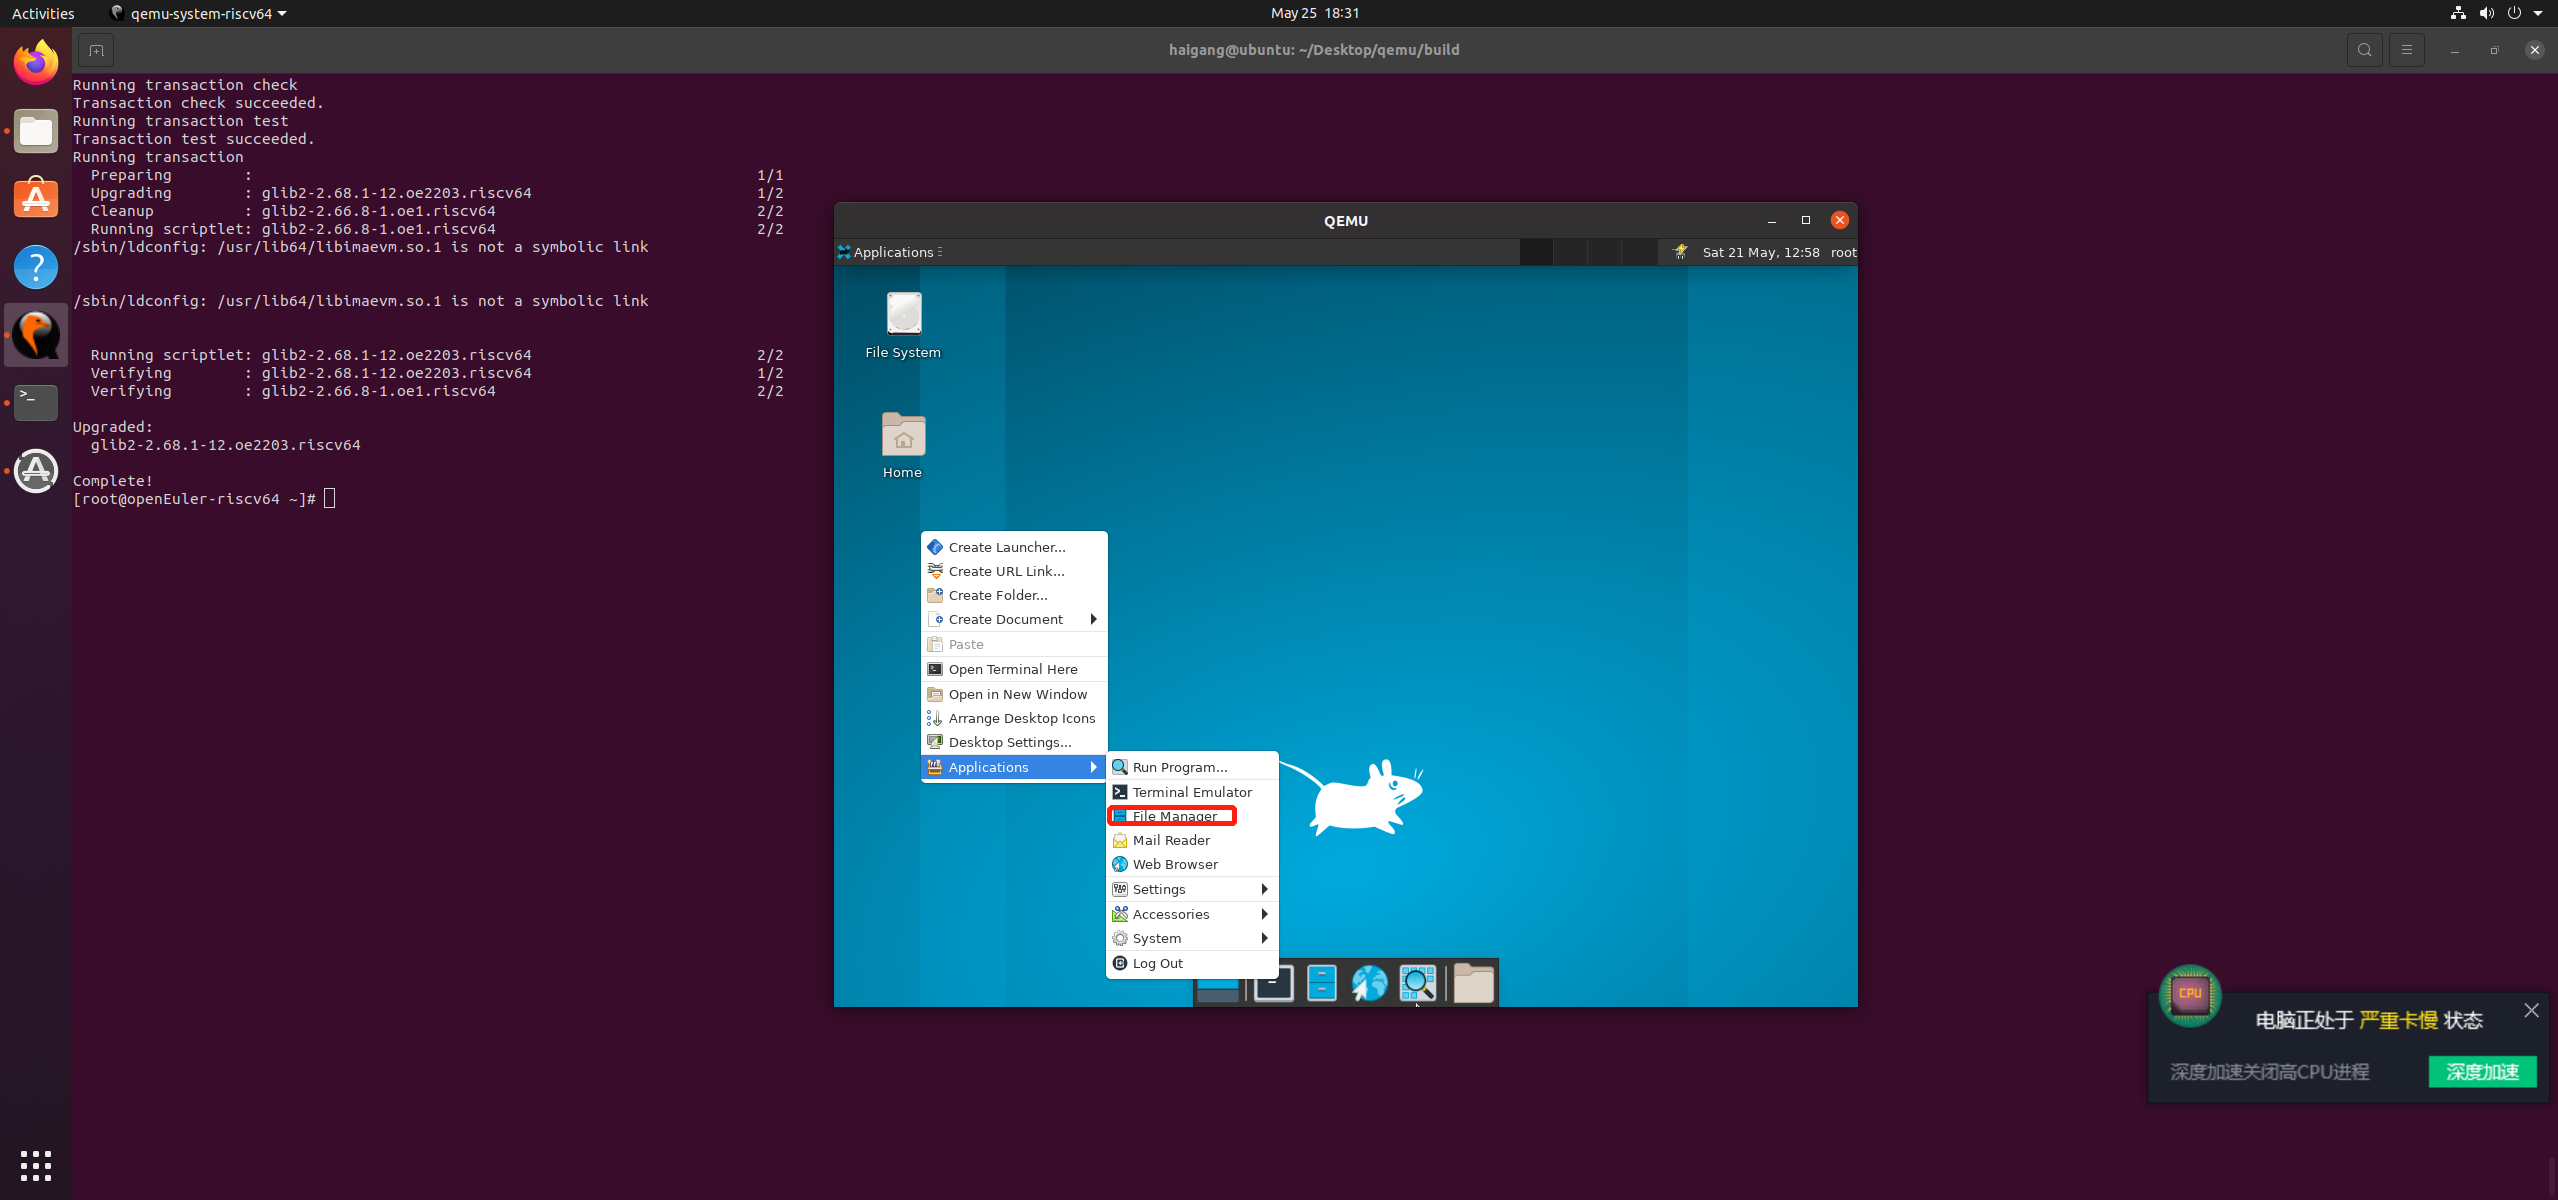 Activities
qemu-system-riscv64
May 25 18:31
haigang@ubuntu: ~/Desktop/qemu/build
Running transaction check
Transaction check succeeded.
Running transaction test
Transaction test succeeded.
Running transaction
Preparing        :                                                        1/1
Upgrading        : glib2-2.68.1-12.oe2203.riscv64                         1/2
Cleanup          : glib2-2.66.8-1.oe1.riscv64                             2/2
Running scriptlet: glib2-2.66.8-1.oe1.riscv64                             2/2
/sbin/ldconfig: /usr/lib64/libimaevm.so.1 is not a symbolic link
/sbin/ldconfig: /usr/lib64/libimaevm.so.1 is not a symbolic link
Running scriptlet: glib2-2.68.1-12.oe2203.riscv64                         2/2
Verifying        : glib2-2.68.1-12.oe2203.riscv64                         1/2
Verifying        : glib2-2.66.8-1.oe1.riscv64                             2/2
Upgraded:
glib2-2.68.1-12.oe2203.riscv64
Complete!
[root@openEuler-riscv64 ~]#
QEMU
Applications
Sat 21 May, 12:58
root
File System
Home
Create Launcher...
Create URL Link...
Create Folder...
Create Document
Paste
Open Terminal Here
Open in New Window
Arrange Desktop Icons
Desktop Settings...
Applications
Run Program...
Terminal Emulator
File Manager
Mail Reader
Web Browser
Settings
Accessories
System
Log Out
CPU
电脑正处于 严重卡慢 状态
深度加速关闭高CPU进程
深度加速